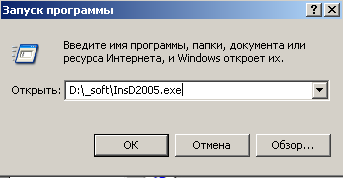 Запуск программы
Введите имя программы, папки, документа или
ресурса Интернета, и Windows откроет их.
Открыть: D:\_soft\InsD2005.exe
ОК Отмена Обзор...